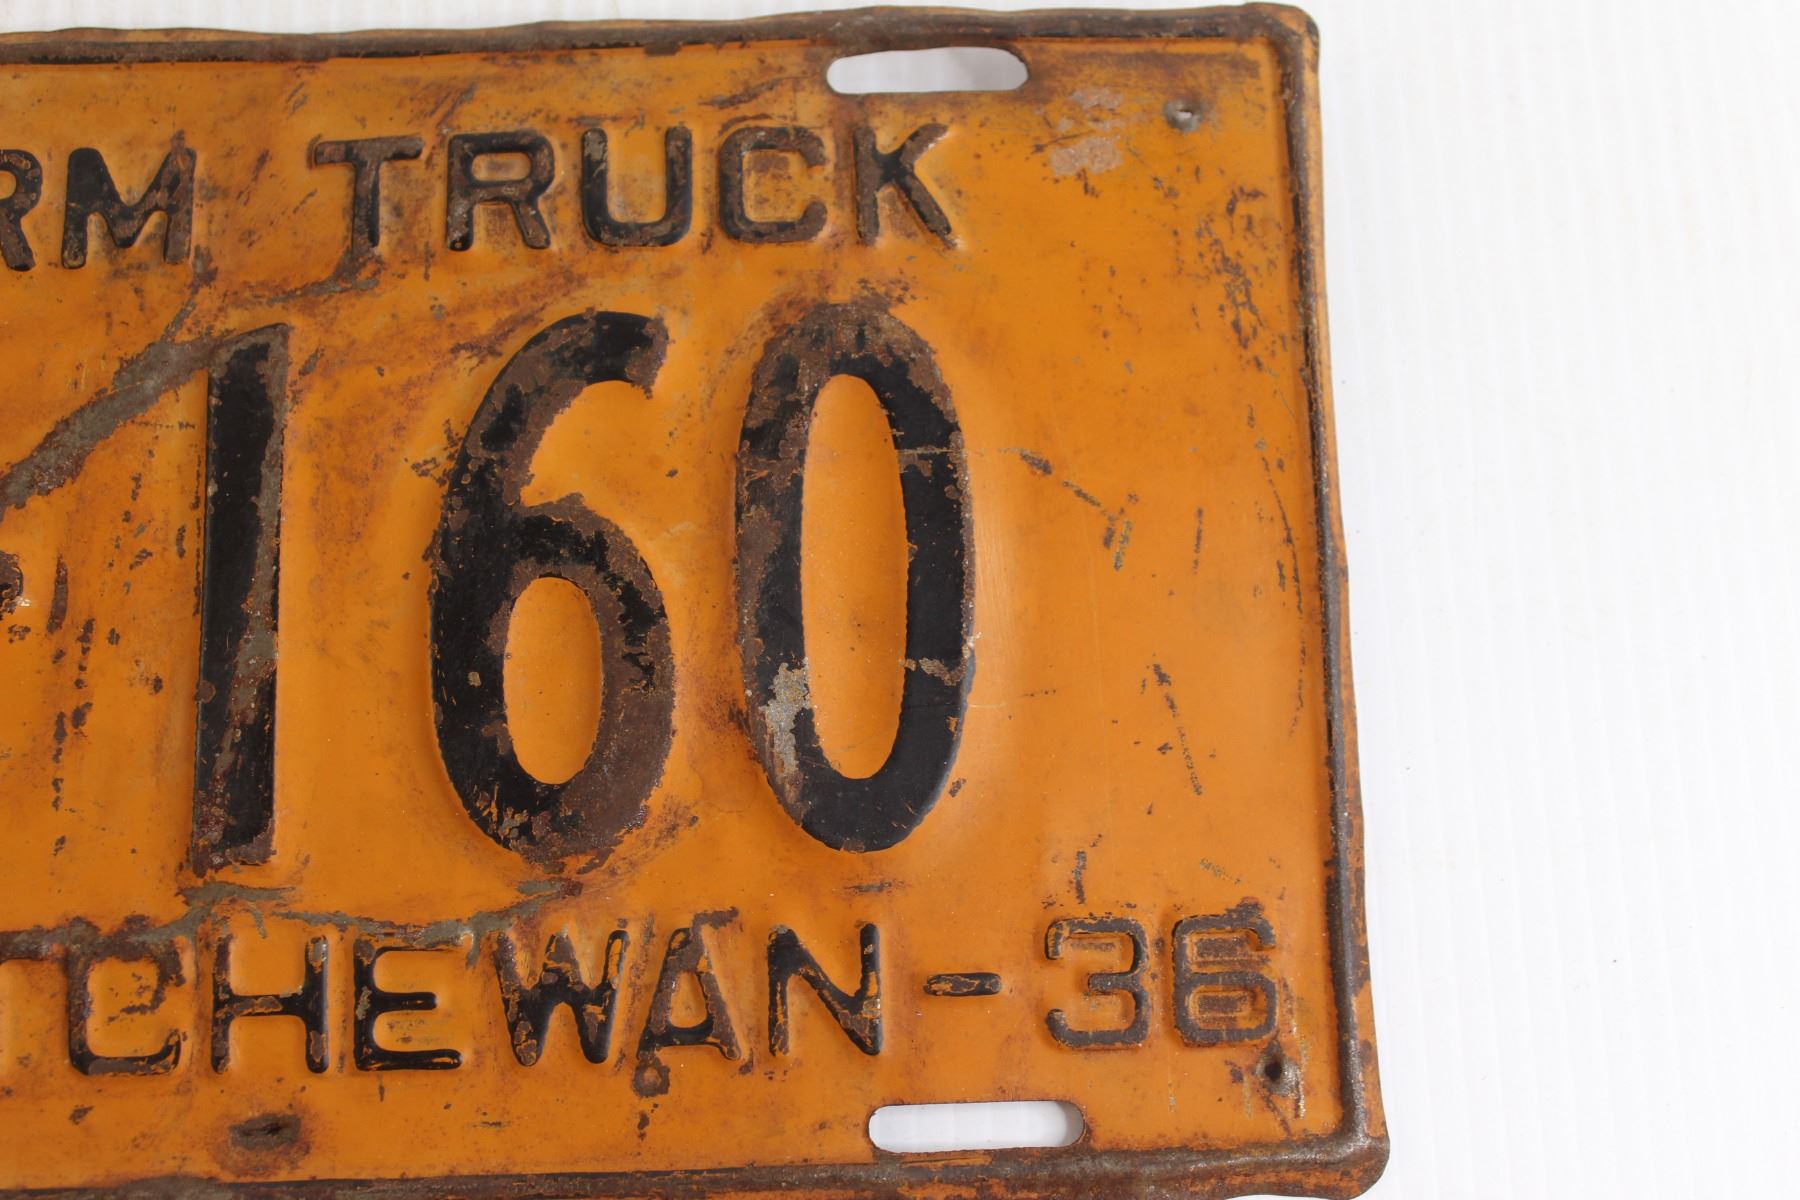 RM TRUCK
160
TCHEWAN-36